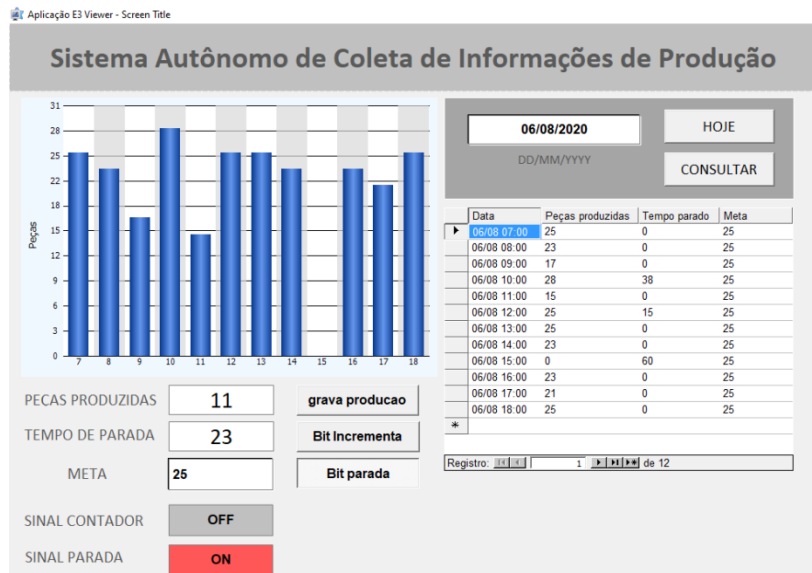 Aplicação E3 Viewer - Screen Title
Sistema Autônomo de Coleta de Informações de Produção
31
28
25
22
18
15
12
9
6
3
0
Peças
7 8 9 10 11 12 13 14 15 16 17 18
06/08/2020
DD/MM/YYYY
HOJE
CONSULTAR
Data Peças produzidas Tempo parado Meta
06/08 07:00 25 0 25
06/08 08:00 23 0 25
06/08 09:00 17 0 25
06/08 10:00 28 38 25
06/08 11:00 15 0 25
06/08 12:00 25 15 25
06/08 13:00 25 0 25
06/08 14:00 23 0 25
06/08 15:00 0 60 25
06/08 16:00 23 0 25
06/08 17:00 21 0 25
06/08 18:00 25 0 25
Registro: 1 de 12
PEÇAS PRODUZIDAS 11 grava producao
TEMPO DE PARADA 23 Bit Incrementa
META 25 Bit parada
SINAL CONTADOR OFF
SINAL PARADA ON